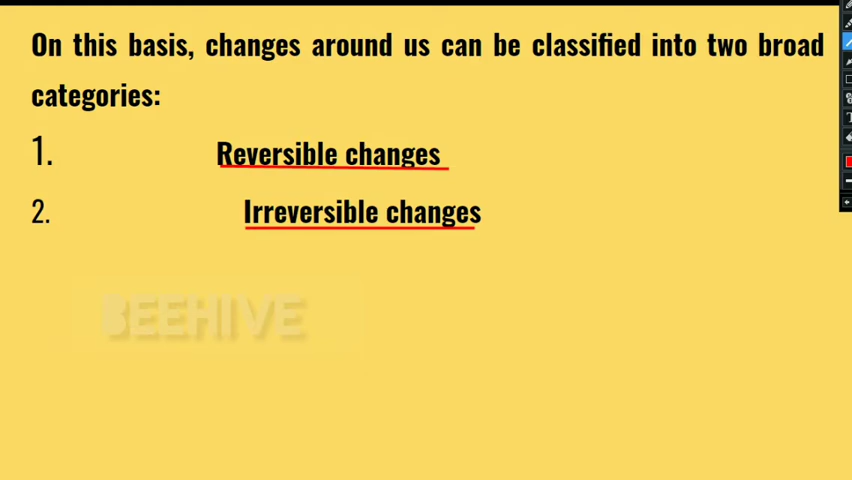 On this basis, changes around us can be classified into two broad
categories:
1. Reversible changes
2. Irreversible changes
BEEHIVE